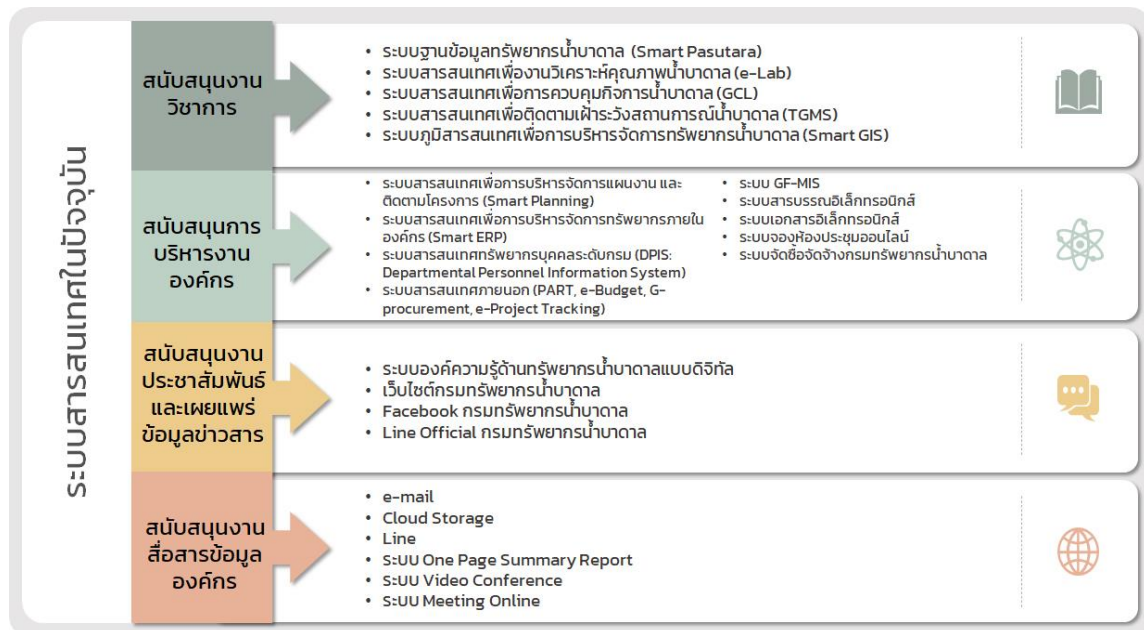 ระบบสารสนเทศในปัจจุบัน
สนับสนุนงาน
วิชาการ
• ระบบฐานข้อมูลทรัพยากรน้ำบาดาล (Smart Pasutara)
• ระบบสารสนเทศเพื่องานวิเคราะห์คุณภาพน้ำบาดาล (e-Lab)
• ระบบสารสนเทศเพื่อการควบคุมกิจการน้ำบาดาล (GCL)
• ระบบสารสนเทศเพื่อติดตามเฝ้าระวังสถานการณ์น้ำบาดาล (TGMS)
• ระบบภูมิสารสนเทศเพื่อการบริหารจัดการทรัพยากรน้ำบาดาล (Smart GIS)
สนับสนุนการ
บริหารงาน
องค์กร
• ระบบสารสนเทศเพื่อการบริหารจัดการแผนงาน และ
ติดตามโครงการ (Smart Planning)
• ระบบสารสนเทศเพื่อการบริหารจัดการทรัพยากรภายใน
องค์กร (Smart ERP)
• ระบบสารสนเทศทรัพยากรบุคคลระดับกรม (DPIS:
Departmental Personnel Information System)
• ระบบสารสนเทศภายนอก (PART, e-Budget, G-
procurement, e-Project Tracking)
• ระบบ GF-MIS
• ระบบสารบรรณอิเล็กทรอนิกส์
• ระบบเอกสารอิเล็กทรอนิกส์
• ระบบจองห้องประชุมออนไลน์
• ระบบจัดซื้อจัดจ้างกรมทรัพยากรน้ำบาดาล
สนับสนุนงาน
ประชาสัมพันธ์
และเผยแพร่
ข้อมูลข่าวสาร
• ระบบองค์ความรู้ด้านทรัพยากรน้ำบาดาลแบบดิจิทัล
• เว็บไซต์กรมทรัพยากรน้ำบาดาล
• Facebook กรมทรัพยากรน้ำบาดาล
• Line Official กรมทรัพยากรน้ำบาดาล
สนับสนุนงาน
สื่อสารข้อมูล
องค์กร
• e-mail
• Cloud Storage
• Line
• ระบบ One Page Summary Report
• ระบบ Video Conference
• ระบบ Meeting Online